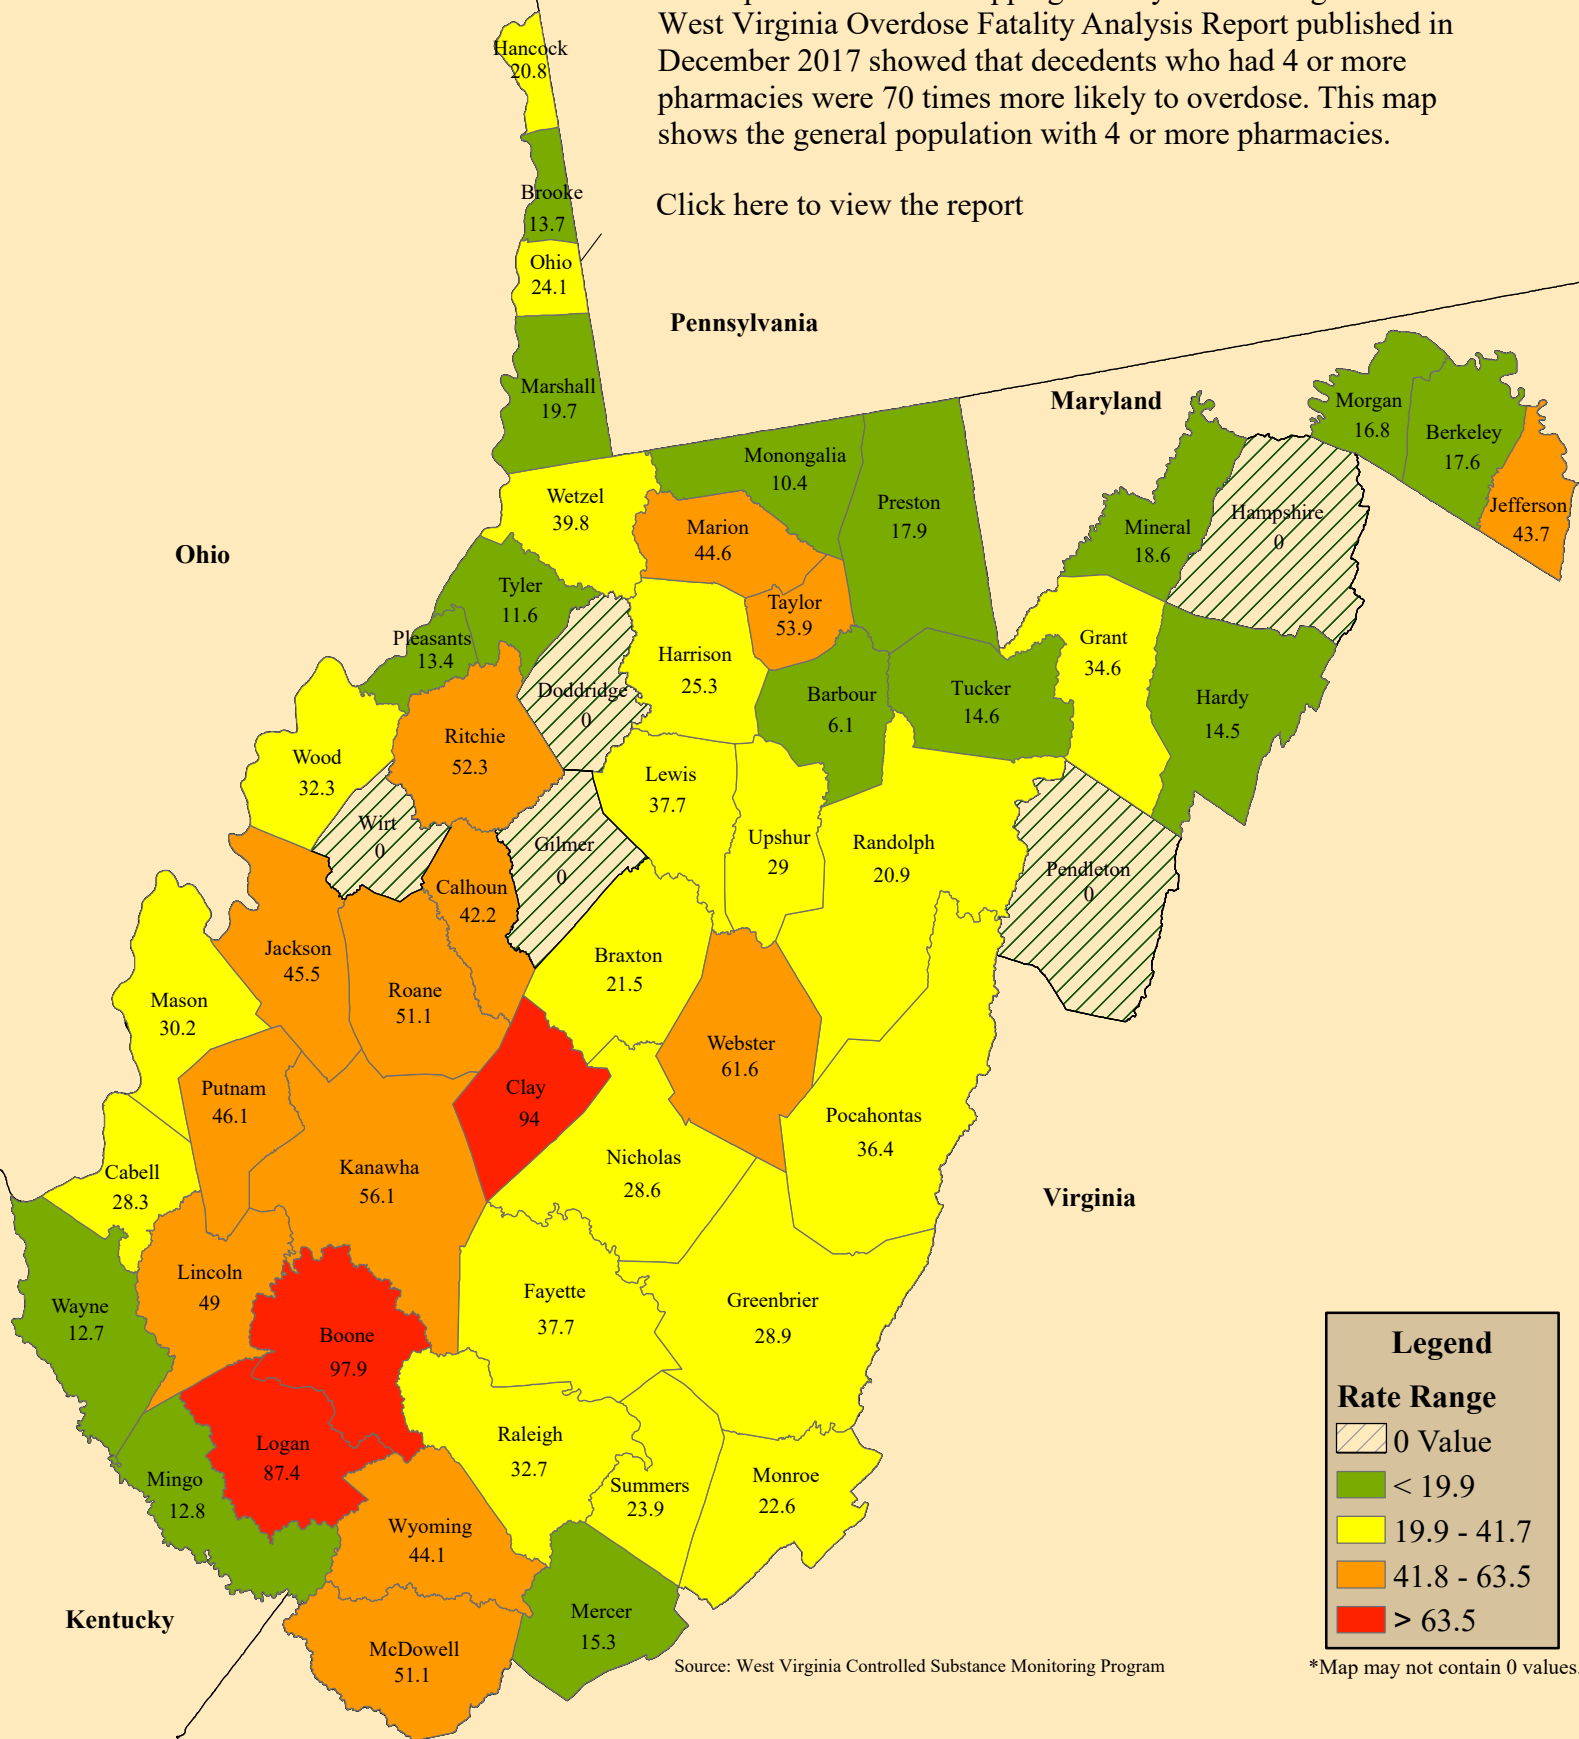 West Virginia Overdose Fatality Analysis Report published in
December 2017 showed that decedents who had 4 or more
pharmacies were 70 times more likely to overdose. This map
shows the general population with 4 or more pharmacies.
Click here to view the report
Hancock
20.8
Brooke
13.7
Ohio
24.1
Pennsylvania
Marshall
19.7
Maryland
Morgan
16.8
Berkeley
17.6
Jefferson
43.7
Monongalia
10.4
Preston
17.9
Wetzel
39.8
Marion
44.6
Mineral
18.6
Hampshire
0
Ohio
Tyler
11.6
Taylor
53.9
Pleasants
13.4
Harrison
25.3
Grant
34.6
Doddridge
0
Barbour
6.1
Tucker
14.6
Hardy
14.5
Ritchie
52.3
Wood
32.3
Lewis
37.7
Wirt
0
Gilmer
0
Upshur
29
Randolph
20.9
Pendleton
0
Calhoun
42.2
Jackson
45.5
Braxton
21.5
Roane
51.1
Mason
30.2
Webster
61.6
Putnam
46.1
Clay
94
Pocahontas
36.4
Cabell
28.3
Kanawha
56.1
Nicholas
28.6
Virginia
Lincoln
49
Fayette
37.7
Greenbrier
28.9
Wayne
12.7
Boone
97.9
Logan
87.4
Raleigh
32.7
Mingo
12.8
Summers
23.9
Monroe
22.6
Wyoming
44.1
Kentucky
Mercer
15.3
McDowell
51.1
Legend
Rate Range
0 Value
< 19.9
19.9 - 41.7
41.8 - 63.5
> 63.5
Source: West Virginia Controlled Substance Monitoring Program
*Map may not contain 0 values.